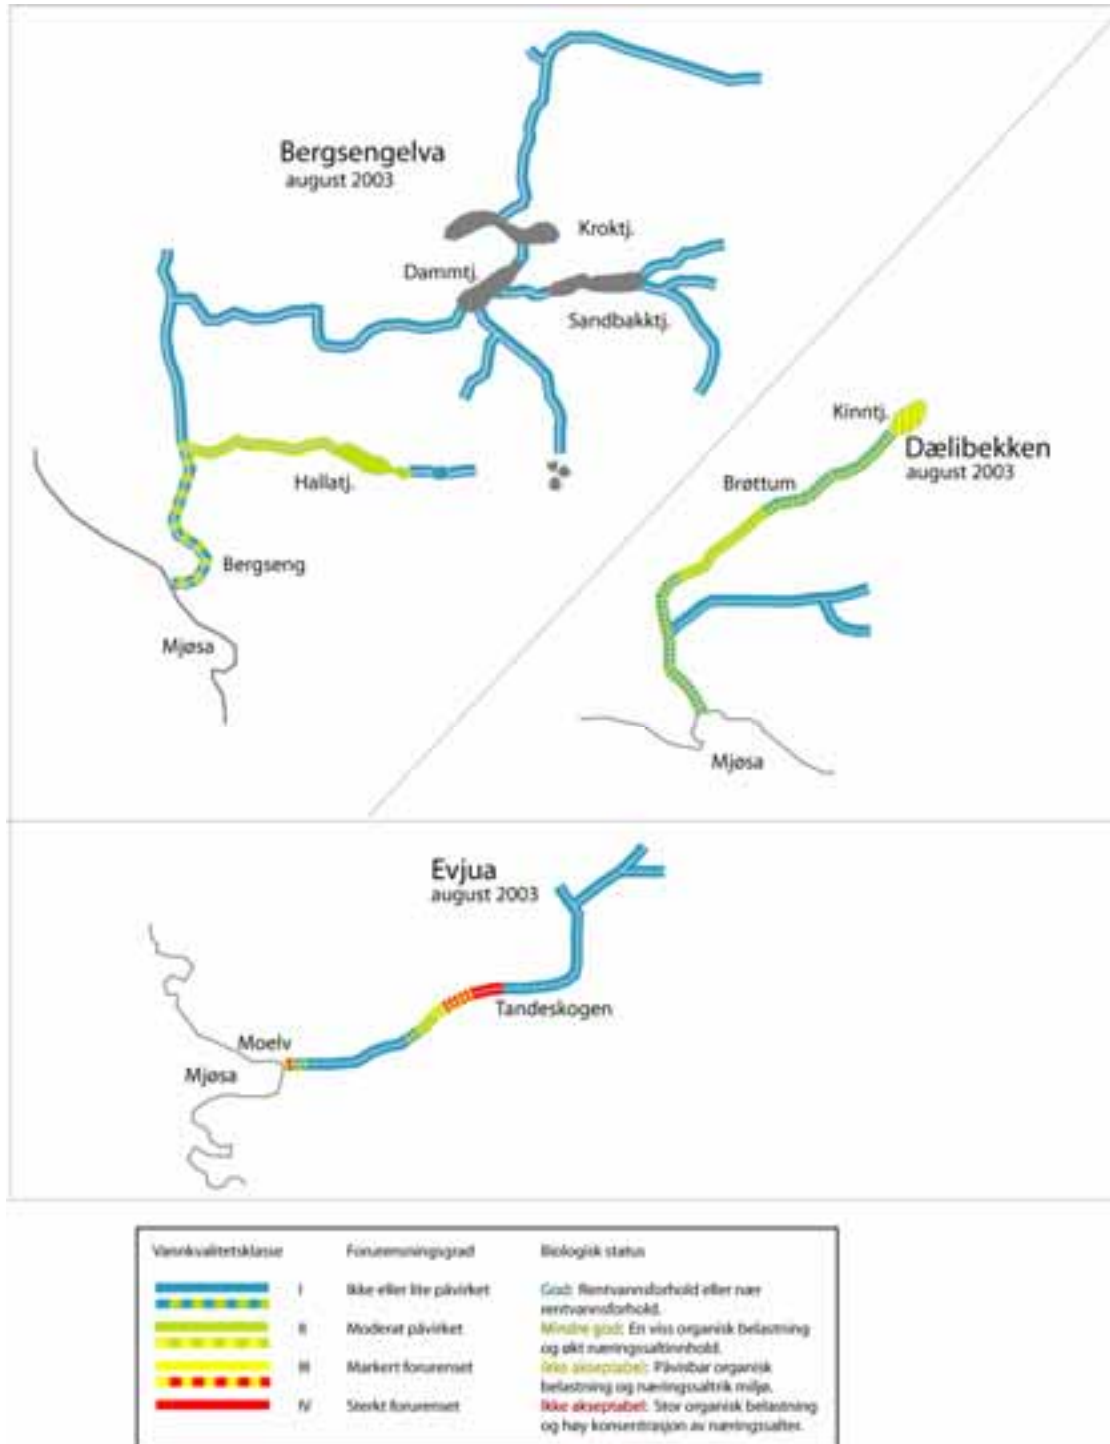 Bergsengelva
august 2003
Kroktj.
Dammtj.
Sandbakktj.
Hallatj.
Bergseng
Mjøsa
Kinntj.
Dælibekken
august 2003
Brøttum
Mjøsa
Evjua
august 2003
Tandeskogen
Moelv
Mjøsa
Vannkvalitetsklasse Forurensningsgrad Biologisk status
I Ikke eller lite påvirket God: Rentvannsforhold eller nær
rentvannsforhold.
II Moderat påvirket Mindre god: En viss organisk belastning
og økt næringssaltinnhold.
III Markert forurenset Ikke akseptabel: Påvisbar organisk
belastning og næringssaltrik miljø.
IV Sterkt forurenset Ikke akseptabel: Stor organisk belastning
og høy konsentrasjon av næringssalter.